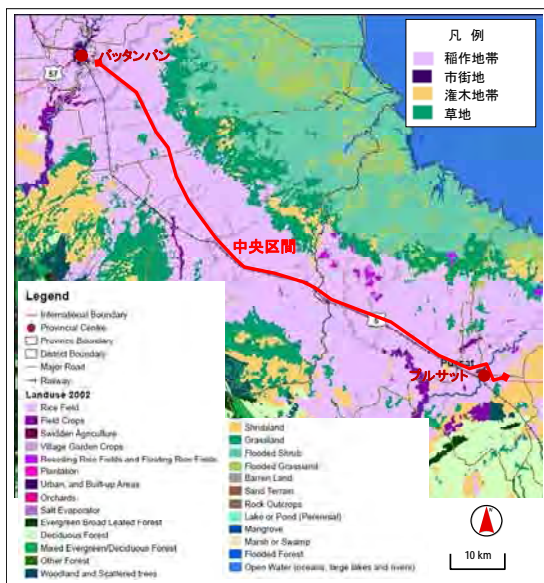 バッタンバン
57
凡 例
稲作地帯
市街地
潅木地帯
草地
中央区間
5
Pursat
プルサット
Legend
International Boundary
Provincial Centre
Province Boundary
District Boundary
Major Road
Railway
Landuse 2002
Rice Field
Field Crops
Swidden Agriculture
Village Garden Crops
Receding Rice Fields and Floating Rice Fields
Plantation
Urban, and Built-up Areas
Orchards
Salt Evaporator
Evergreen Broad Leafed Forest
Deciduous Forest
Mixed Evergreen/Deciduous Forest
Other Forest
Woodland and Scattered trees
Shrubland
Grassland
Flooded Shrub
Flooded Grassland
Barren Land
Sand Terrain
Rock Outcrops
Lake or Pond (Perennial)
Mangrove
Marsh or Swamp
Flooded Forest
Open Water (oceans, large lakes and rivers)
10 km